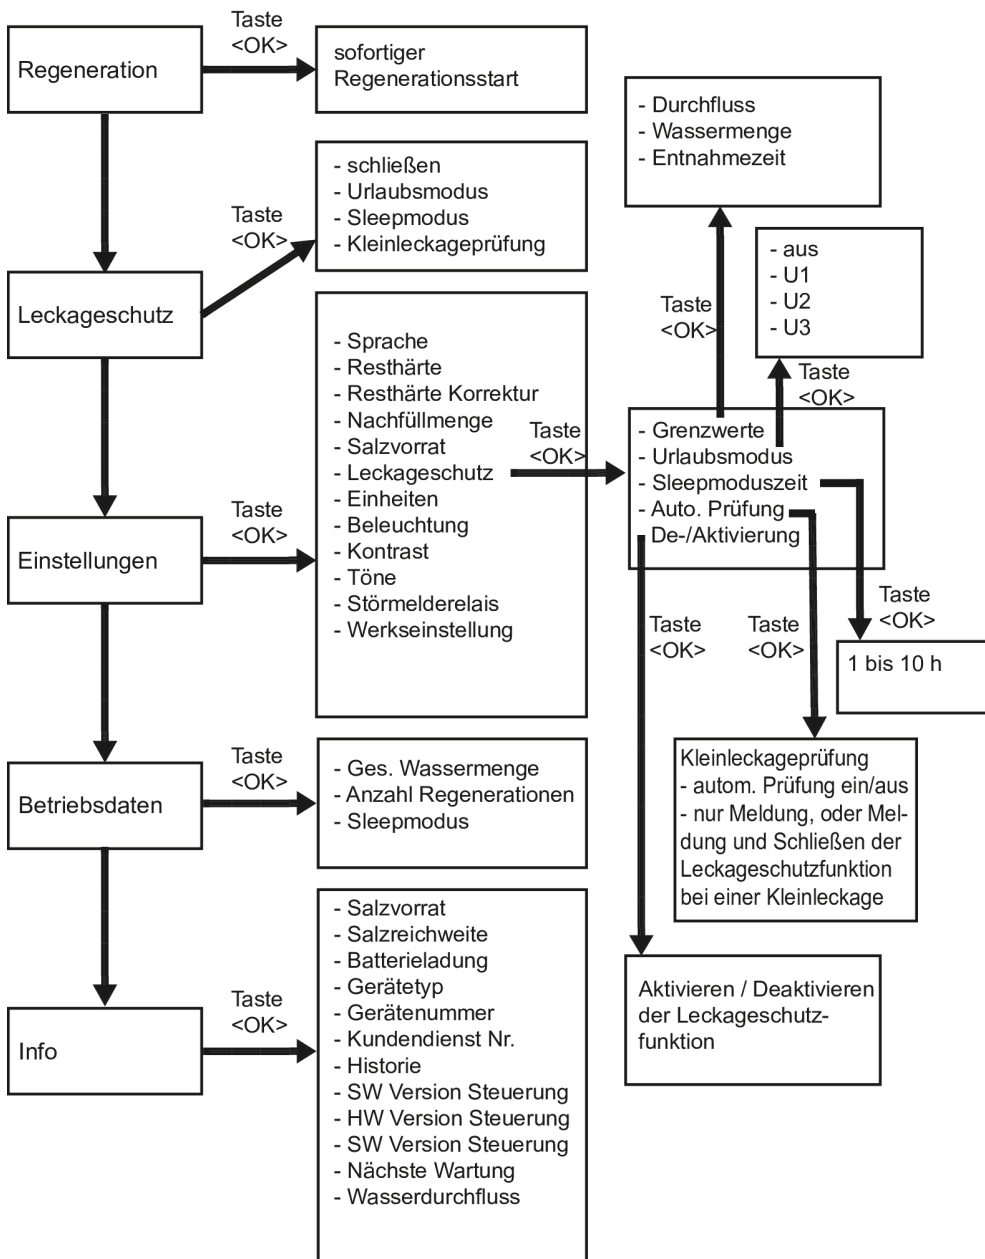 Regeneration
Taste
<OK>
sofortiger
Regenerationsstart
Leckageschutz
Taste
<OK>
- schließen
- Urlaubsmodus
- Sleepmodus
- Kleinleckageprüfung
Einstellungen
Taste
<OK>
- Sprache
- Resthärte
- Resthärte Korrektur
- Nachfüllmenge
- Salzvorrat
- Leckageschutz
- Einheiten
- Beleuchtung
- Kontrast
- Töne
- Störmelderelais
- Werkseinstellung
Taste
<OK>
- Grenzwerte
- Urlaubsmodus
- Sleepmoduszeit
- Auto. Prüfung
- De-/Aktivierung
Taste
<OK>
- Durchfluss
- Wassermenge
- Entnahmezeit
Taste
<OK>
- aus
- U1
- U2
- U3
Taste
<OK>
1 bis 10 h
Taste
<OK>
Kleinleckageprüfung
- autom. Prüfung ein/aus
- nur Meldung, oder Mel-
dung und Schließen der
Leckageschutzfunktion
bei einer Kleinleckage
Taste
<OK>
Aktivieren / Deaktivieren
der Leckageschutz-
funktion
Betriebsdaten
Taste
<OK>
- Ges. Wassermenge
- Anzahl Regenerationen
- Sleepmodus
Info
Taste
<OK>
- Salzvorrat
- Salzreichweite
- Batterieladung
- Gerätetyp
- Gerätenummer
- Kundendienst Nr.
- Historie
- SW Version Steuerung
- HW Version Steuerung
- SW Version Steuerung
- Nächste Wartung
- Wasserdurchfluss